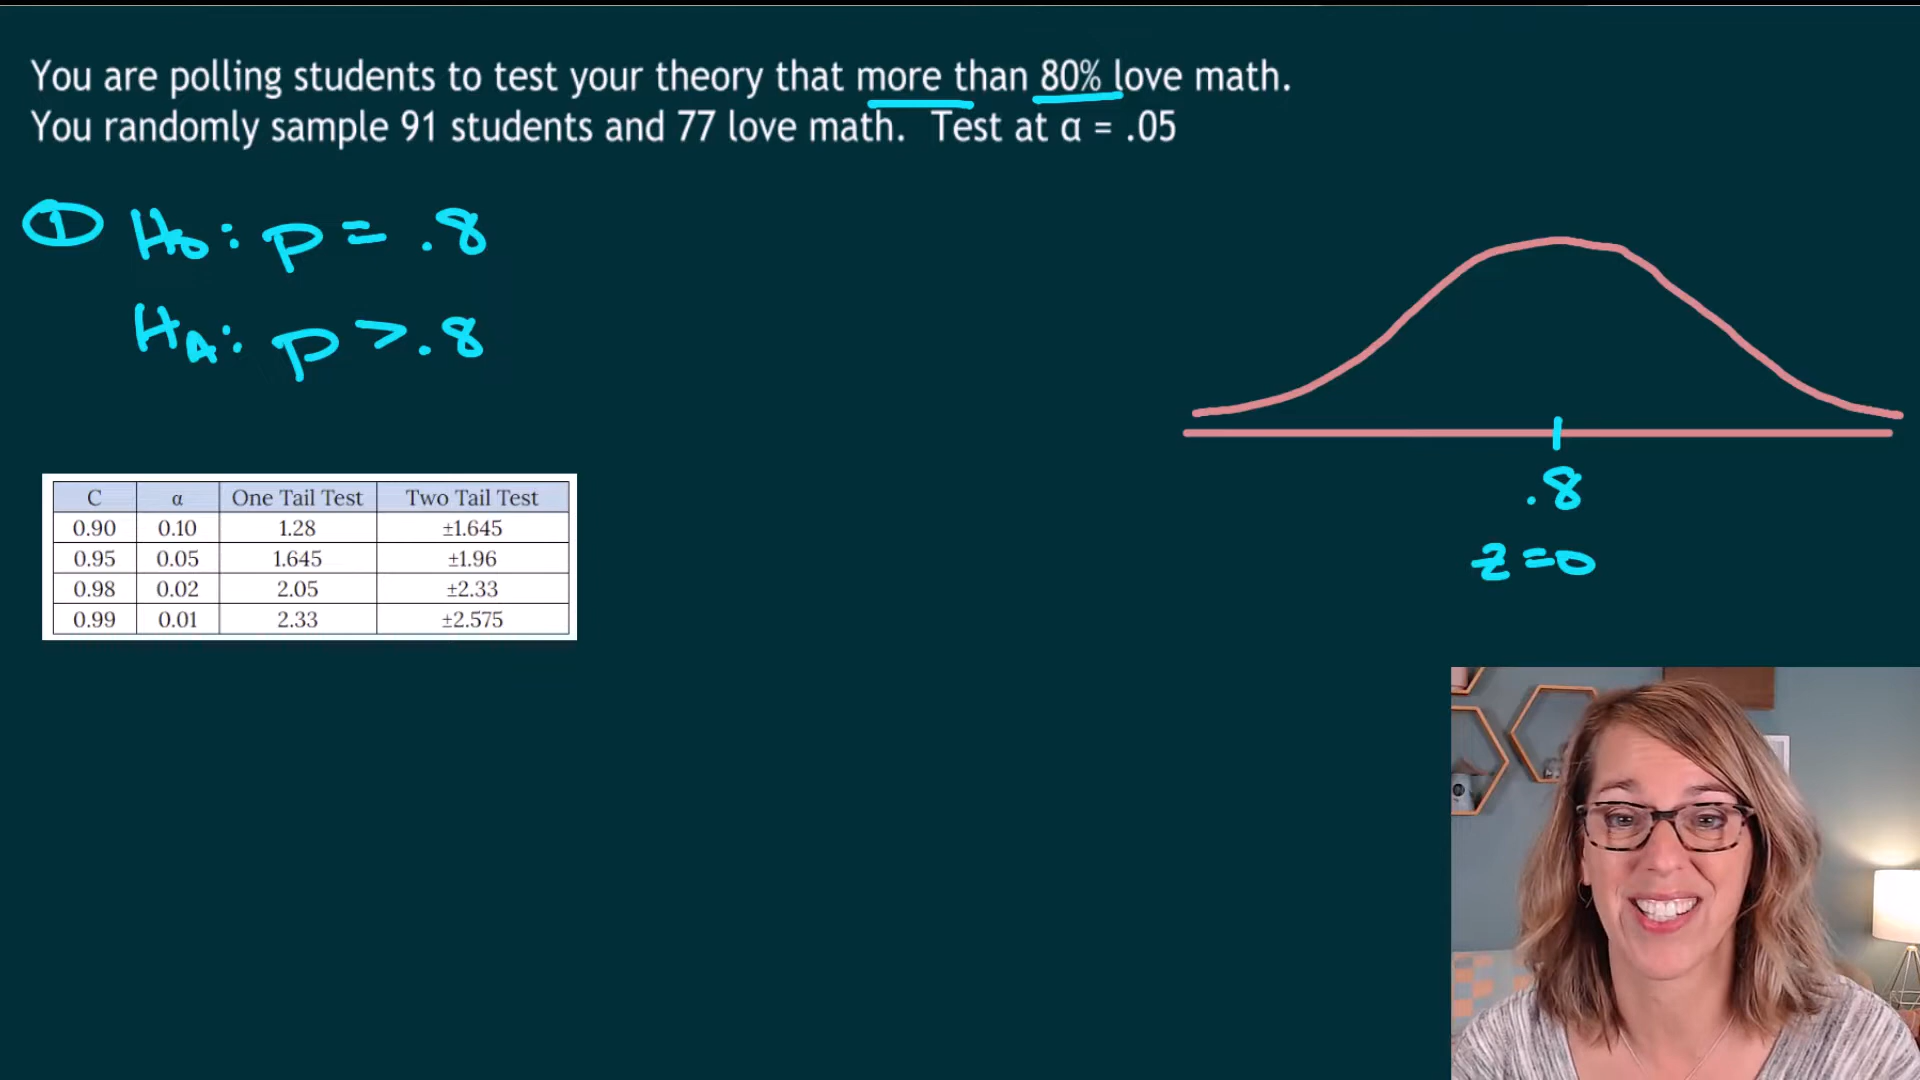 You are polling students to test your theory that more than 80% love math.
You randomly sample 91 students and 77 love math. Test at α = .05
① H₀: p = .8
Hₐ: p > .8
.8
z = 0
C α One Tail Test Two Tail Test
0.90 0.10 1.28 ±1.645
0.95 0.05 1.645 ±1.96
0.98 0.02 2.05 ±2.33
0.99 0.01 2.33 ±2.575